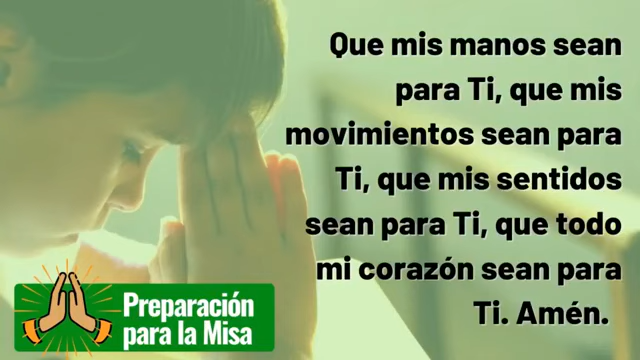 Que mis manos sean
para Ti, que mis
movimientos sean para
Ti, que mis sentidos
sean para Ti, que todo
mi corazón sean para
Ti. Amén.
Preparación
para la Misa